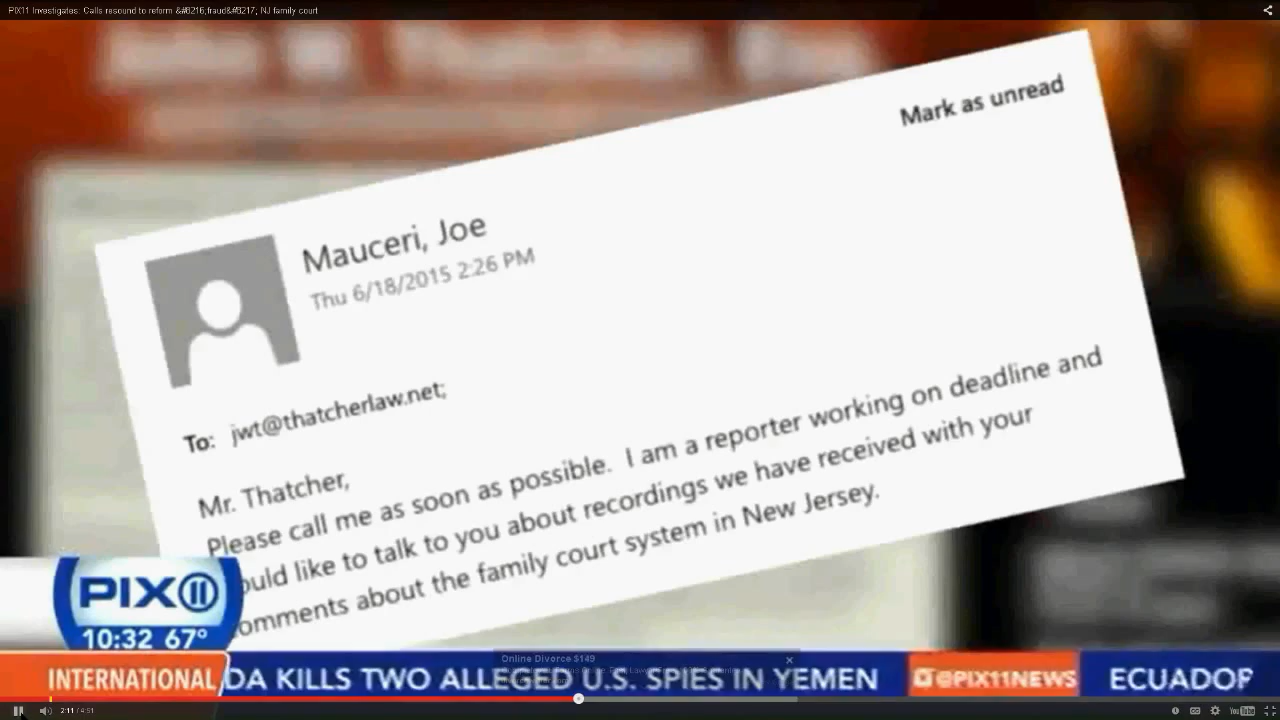 PIX11 Investigates: Calls resound to reform &#8216;fraud&#8217; NJ family court
Mark as unread
Mauceri, Joe
Thu 6/18/2015 2:26 PM
To: jwt@thatcherlaw.net;
Mr. Thatcher,
Please call me as soon as possible. I am a reporter working on deadline and
ould like to talk to you about recordings we have received with your
omments about the family court system in New Jersey.
PIX11
10:32 67°
INTERNATIONAL DA KILLS TWO ALLEGED U.S. SPIES IN YEMEN @PIX11NEWS ECUADOR
Online Divorce $149
2:11 / 4:51
YouTube